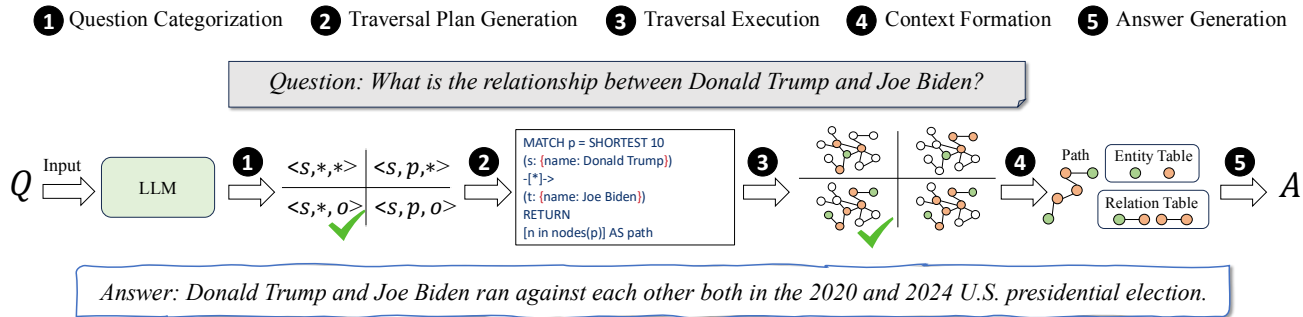 1 Question Categorization 2 Traversal Plan Generation 3 Traversal Execution 4 Context Formation 5 Answer Generation
Question: What is the relationship between Donald Trump and Joe Biden?
Q
Input
LLM
1
<s,*,*> <s,p,*>
<s,*,o> <s,p,o>
2
MATCH p = SHORTEST 10
(s: {name: Donald Trump})
-[*]->
(t: {name: Joe Biden})
RETURN
[n in nodes(p)] AS path
3
4
Path
Entity Table
Relation Table
5
A
Answer: Donald Trump and Joe Biden ran against each other both in the 2020 and 2024 U.S. presidential election.